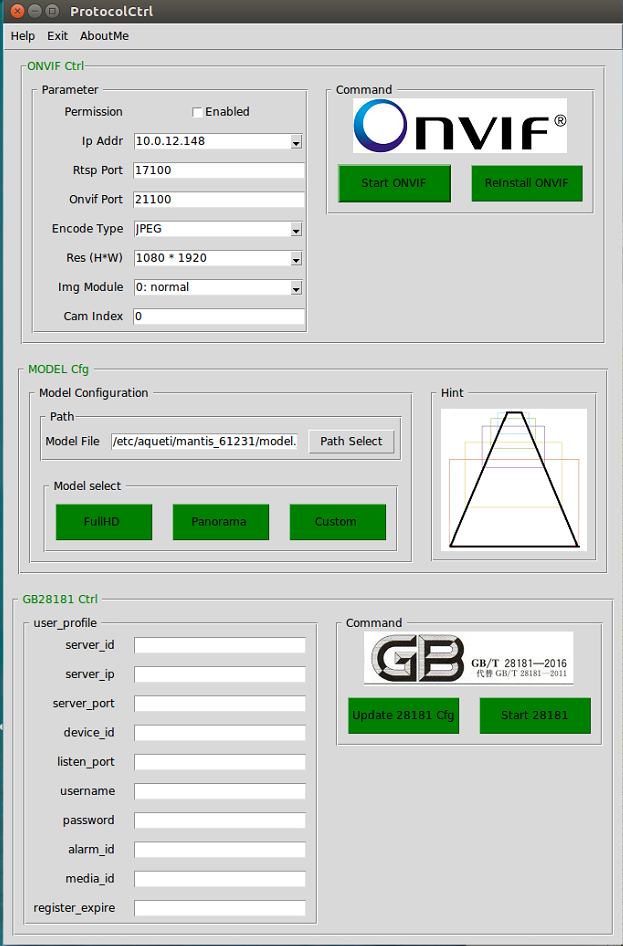 ProtocolCtrl
Help Exit AboutMe
ONVIF Ctrl
Parameter
Permission Enabled
Ip Addr 10.0.12.148
Rtsp Port 17100
Onvif Port 21100
Encode Type JPEG
Res (H*W) 1080 * 1920
Img Module 0: normal
Cam Index 0
Command
ONVIF®
Start ONVIF ReInstall ONVIF
MODEL Cfg
Model Configuration
Path
Model File /etc/aqueti/mantis_61231/model. Path Select
Model select
FullHD Panorama Custom
Hint
GB28181 Ctrl
user_profile
server_id
server_ip
server_port
device_id
listen_port
username
password
alarm_id
media_id
register_expire
Command
GB GB/T 28181—2016
代替 GB/T 28181—2011
Update 28181 Cfg Start 28181